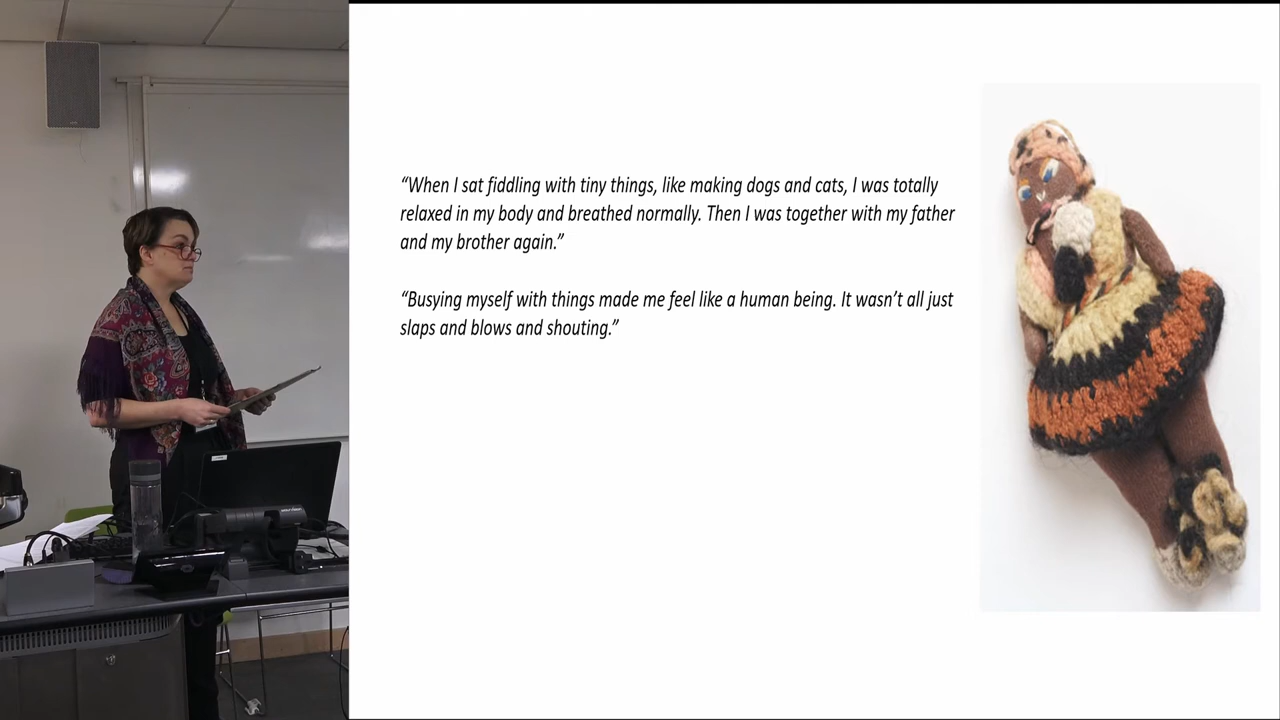 “When I sat fiddling with tiny things, like making dogs and cats, I was totally
relaxed in my body and breathed normally. Then I was together with my father
and my brother again.”
“Busying myself with things made me feel like a human being. It wasn’t all just
slaps and blows and shouting.”